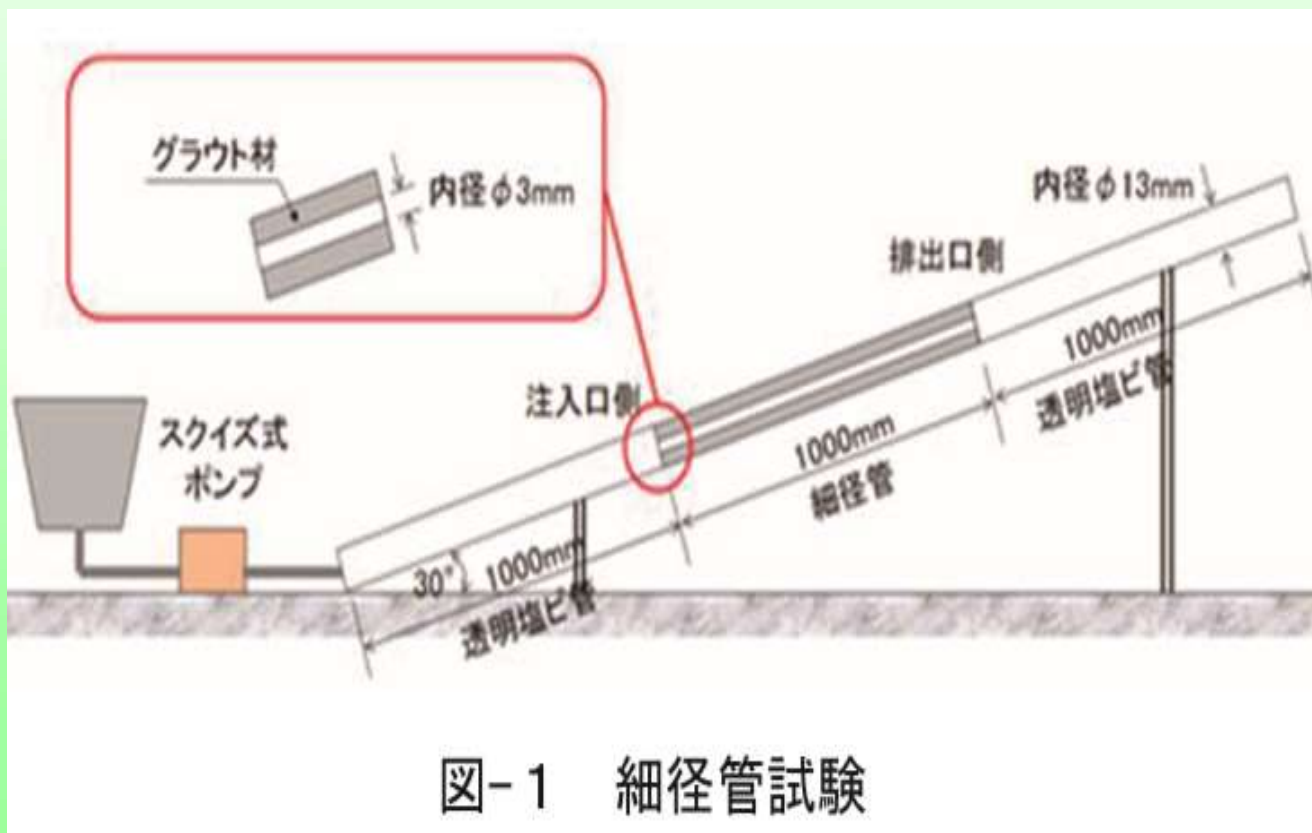 グラウト材
内径φ3mm
内径φ13mm
排出口側
注入口側
スクイズ式
ポンプ
30°
1000mm
透明塩ビ管
1000mm
細径管
1000mm
透明塩ビ管
図-1 細径管試験